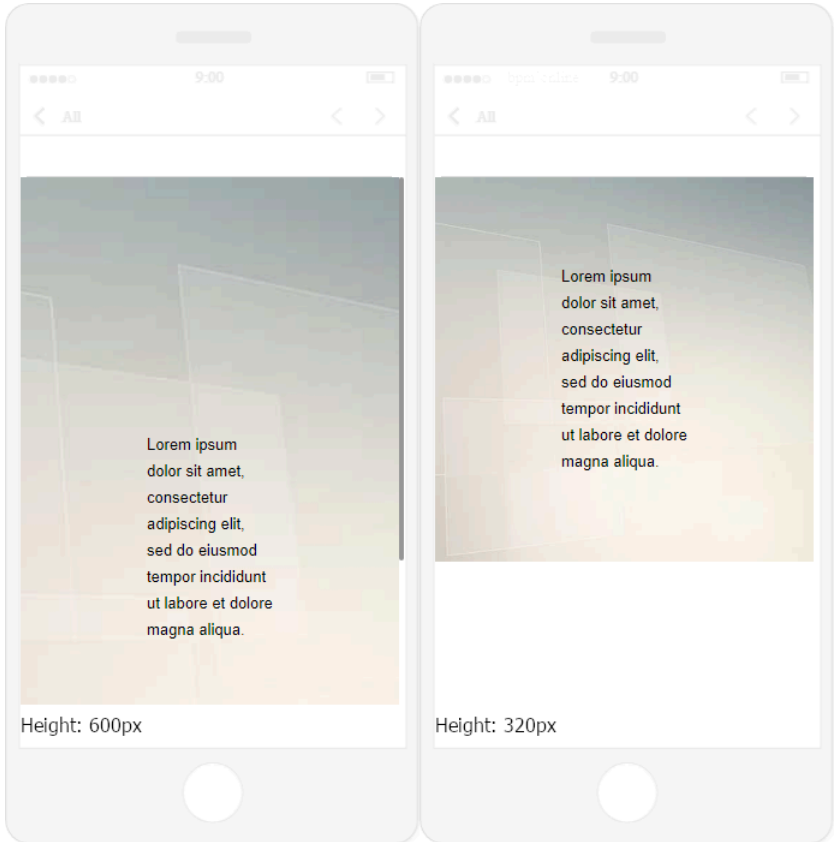 9:00
All
Lorem ipsum
dolor sit amet,
consectetur
adipiscing elit,
sed do eiusmod
tempor incididunt
ut labore et dolore
magna aliqua.
Height: 600px
9:00
All
Lorem ipsum
dolor sit amet,
consectetur
adipiscing elit,
sed do eiusmod
tempor incididunt
ut labore et dolore
magna aliqua.
Height: 320px